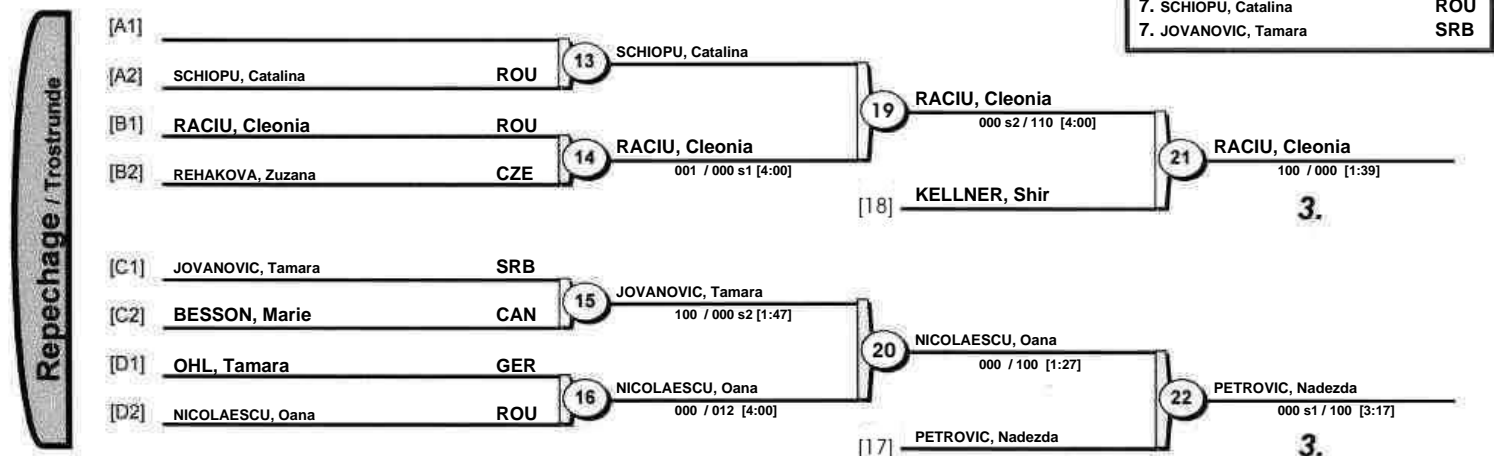 7. SCHIOPU, Catalina ROU
7. JOVANOVIC, Tamara SRB
Repechage / Trostrunde
[A1]
[A2] SCHIOPU, Catalina ROU
13 SCHIOPU, Catalina
[B1] RACIU, Cleonia ROU
[B2] REHAKOVA, Zuzana CZE
14 RACIU, Cleonia
001 / 000 s1 [4:00]
19 RACIU, Cleonia
000 s2 / 110 [4:00]
[18] KELLNER, Shir
21 RACIU, Cleonia
100 / 000 [1:39]
3.
[C1] JOVANOVIC, Tamara SRB
[C2] BESSON, Marie CAN
15 JOVANOVIC, Tamara
100 / 000 s2 [1:47]
[D1] OHL, Tamara GER
[D2] NICOLAESCU, Oana ROU
16 NICOLAESCU, Oana
000 / 012 [4:00]
20 NICOLAESCU, Oana
000 / 100 [1:27]
[17] PETROVIC, Nadezda
22 PETROVIC, Nadezda
000 s1 / 100 [3:17]
3.